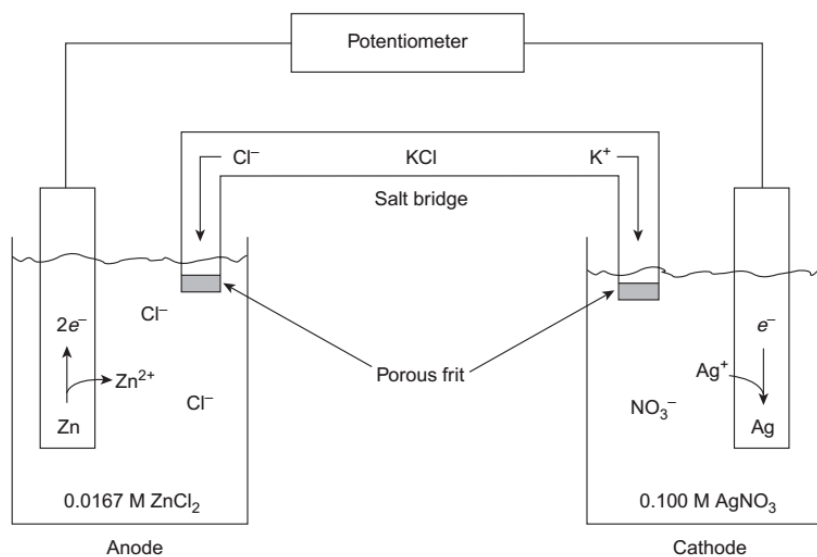 Potentiometer
Cl⁻ KCl K⁺
Salt bridge
2e⁻ Cl⁻ e⁻
Zn²⁺ Porous frit Ag⁺
Cl⁻ NO₃⁻
Zn Ag
0.0167 M ZnCl₂ 0.100 M AgNO₃
Anode Cathode